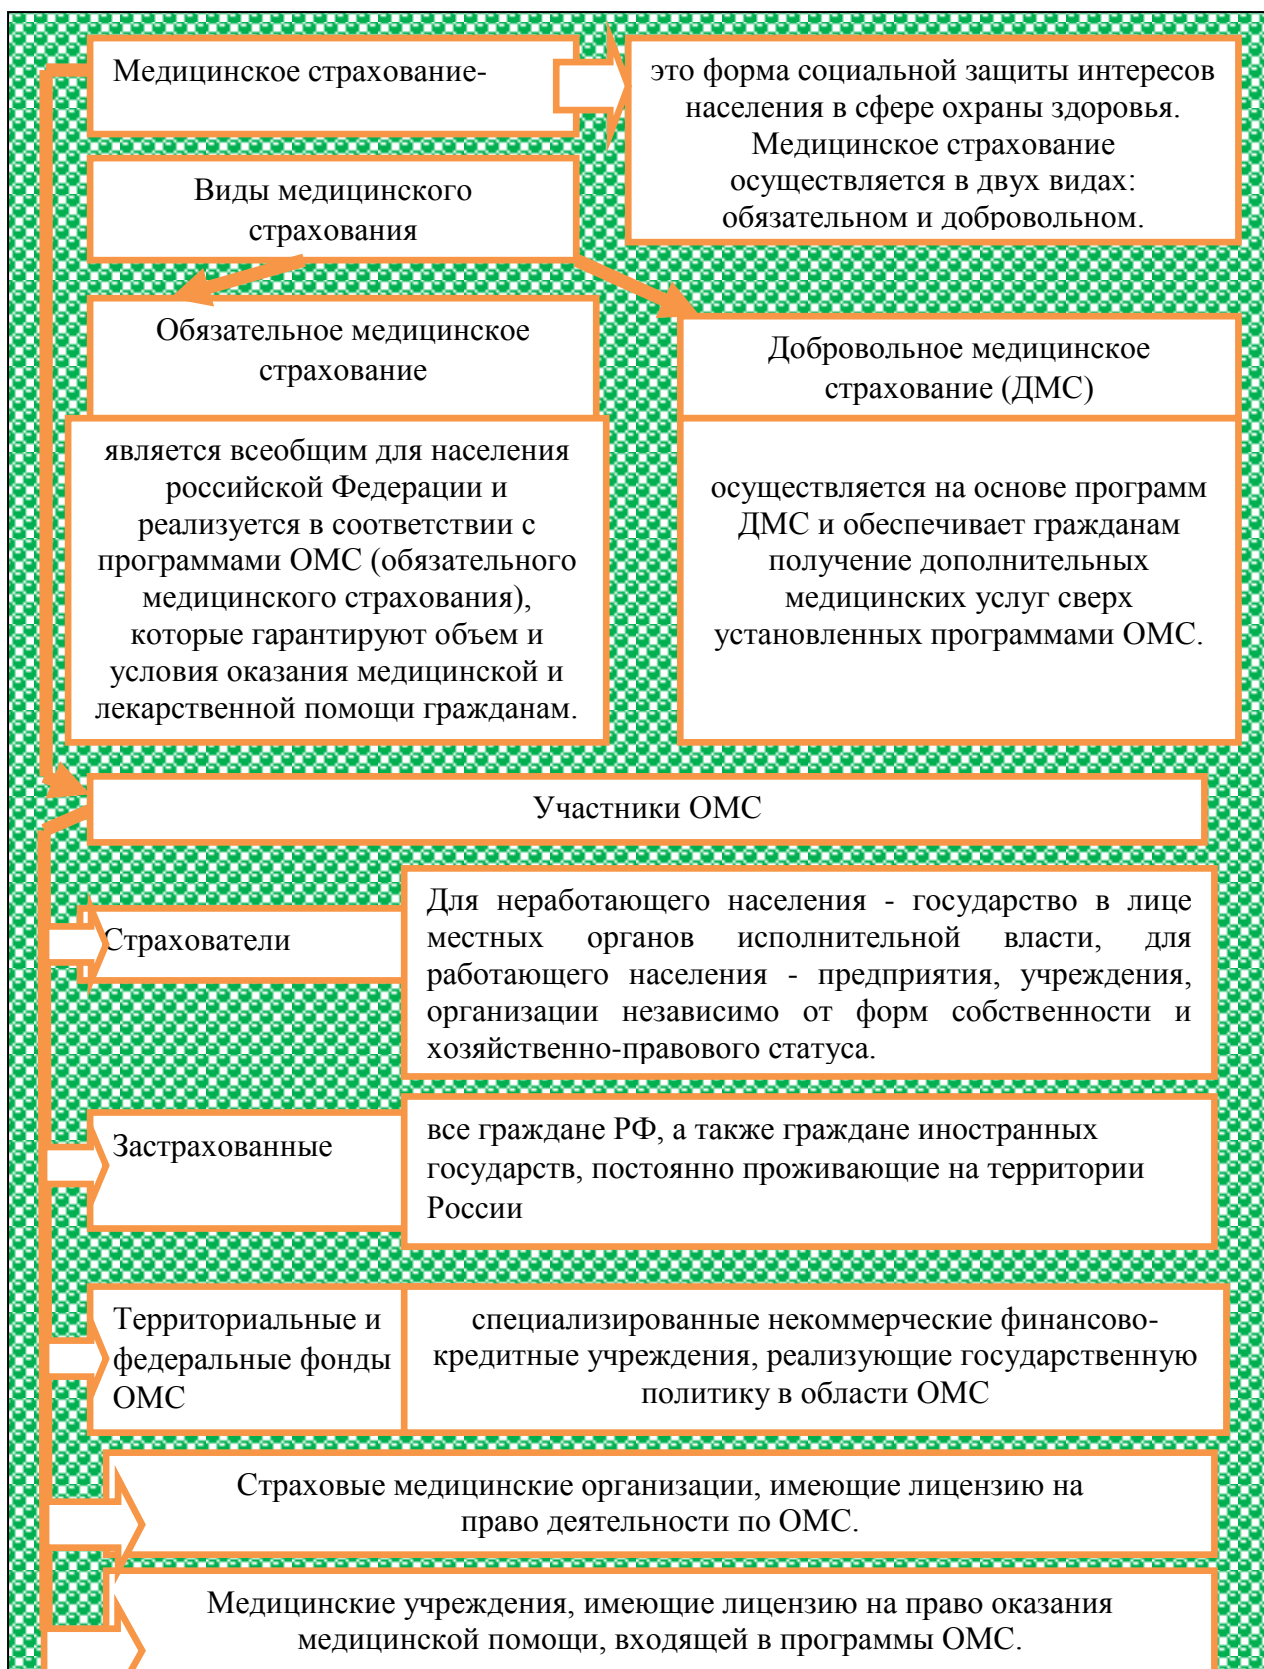 Медицинское страхование-
это форма социальной защиты интересов
населения в сфере охраны здоровья.
Медицинское страхование
осуществляется в двух видах:
обязательном и добровольном.
Виды медицинского
страхования
Обязательное медицинское
страхование
является всеобщим для населения
российской Федерации и
реализуется в соответствии с
программами ОМС (обязательного
медицинского страхования),
которые гарантируют объем и
условия оказания медицинской и
лекарственной помощи гражданам.
Добровольное медицинское
страхование (ДМС)
осуществляется на основе программ
ДМС и обеспечивает гражданам
получение дополнительных
медицинских услуг сверх
установленных программами ОМС.
Участники ОМС
Страхователи
Для неработающего населения - государство в лице
местных органов исполнительной власти, для
работающего населения - предприятия, учреждения,
организации независимо от форм собственности и
хозяйственно-правового статуса.
Застрахованные
все граждане РФ, а также граждане иностранных
государств, постоянно проживающие на территории
России
Территориальные и
федеральные фонды
ОМС
специализированные некоммерческие финансово-
кредитные учреждения, реализующие государственную
политику в области ОМС
Страховые медицинские организации, имеющие лицензию на
право деятельности по ОМС.
Медицинские учреждения, имеющие лицензию на право оказания
медицинской помощи, входящей в программы ОМС.